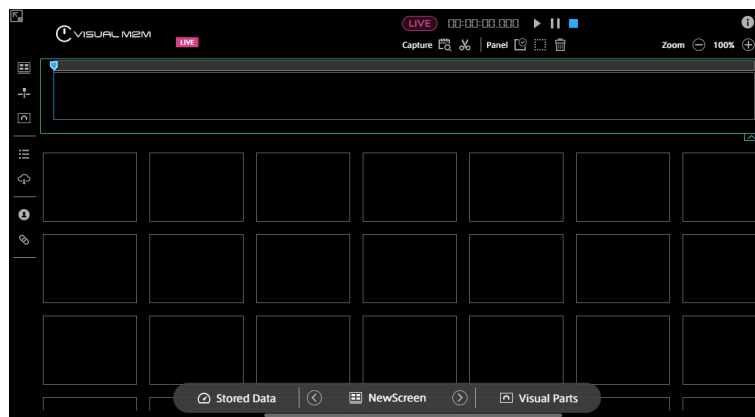 VISUAL M2M
LIVE
LIVE 00:00:00.000
Capture Panel Zoom 100%
Stored Data NewScreen Visual Parts